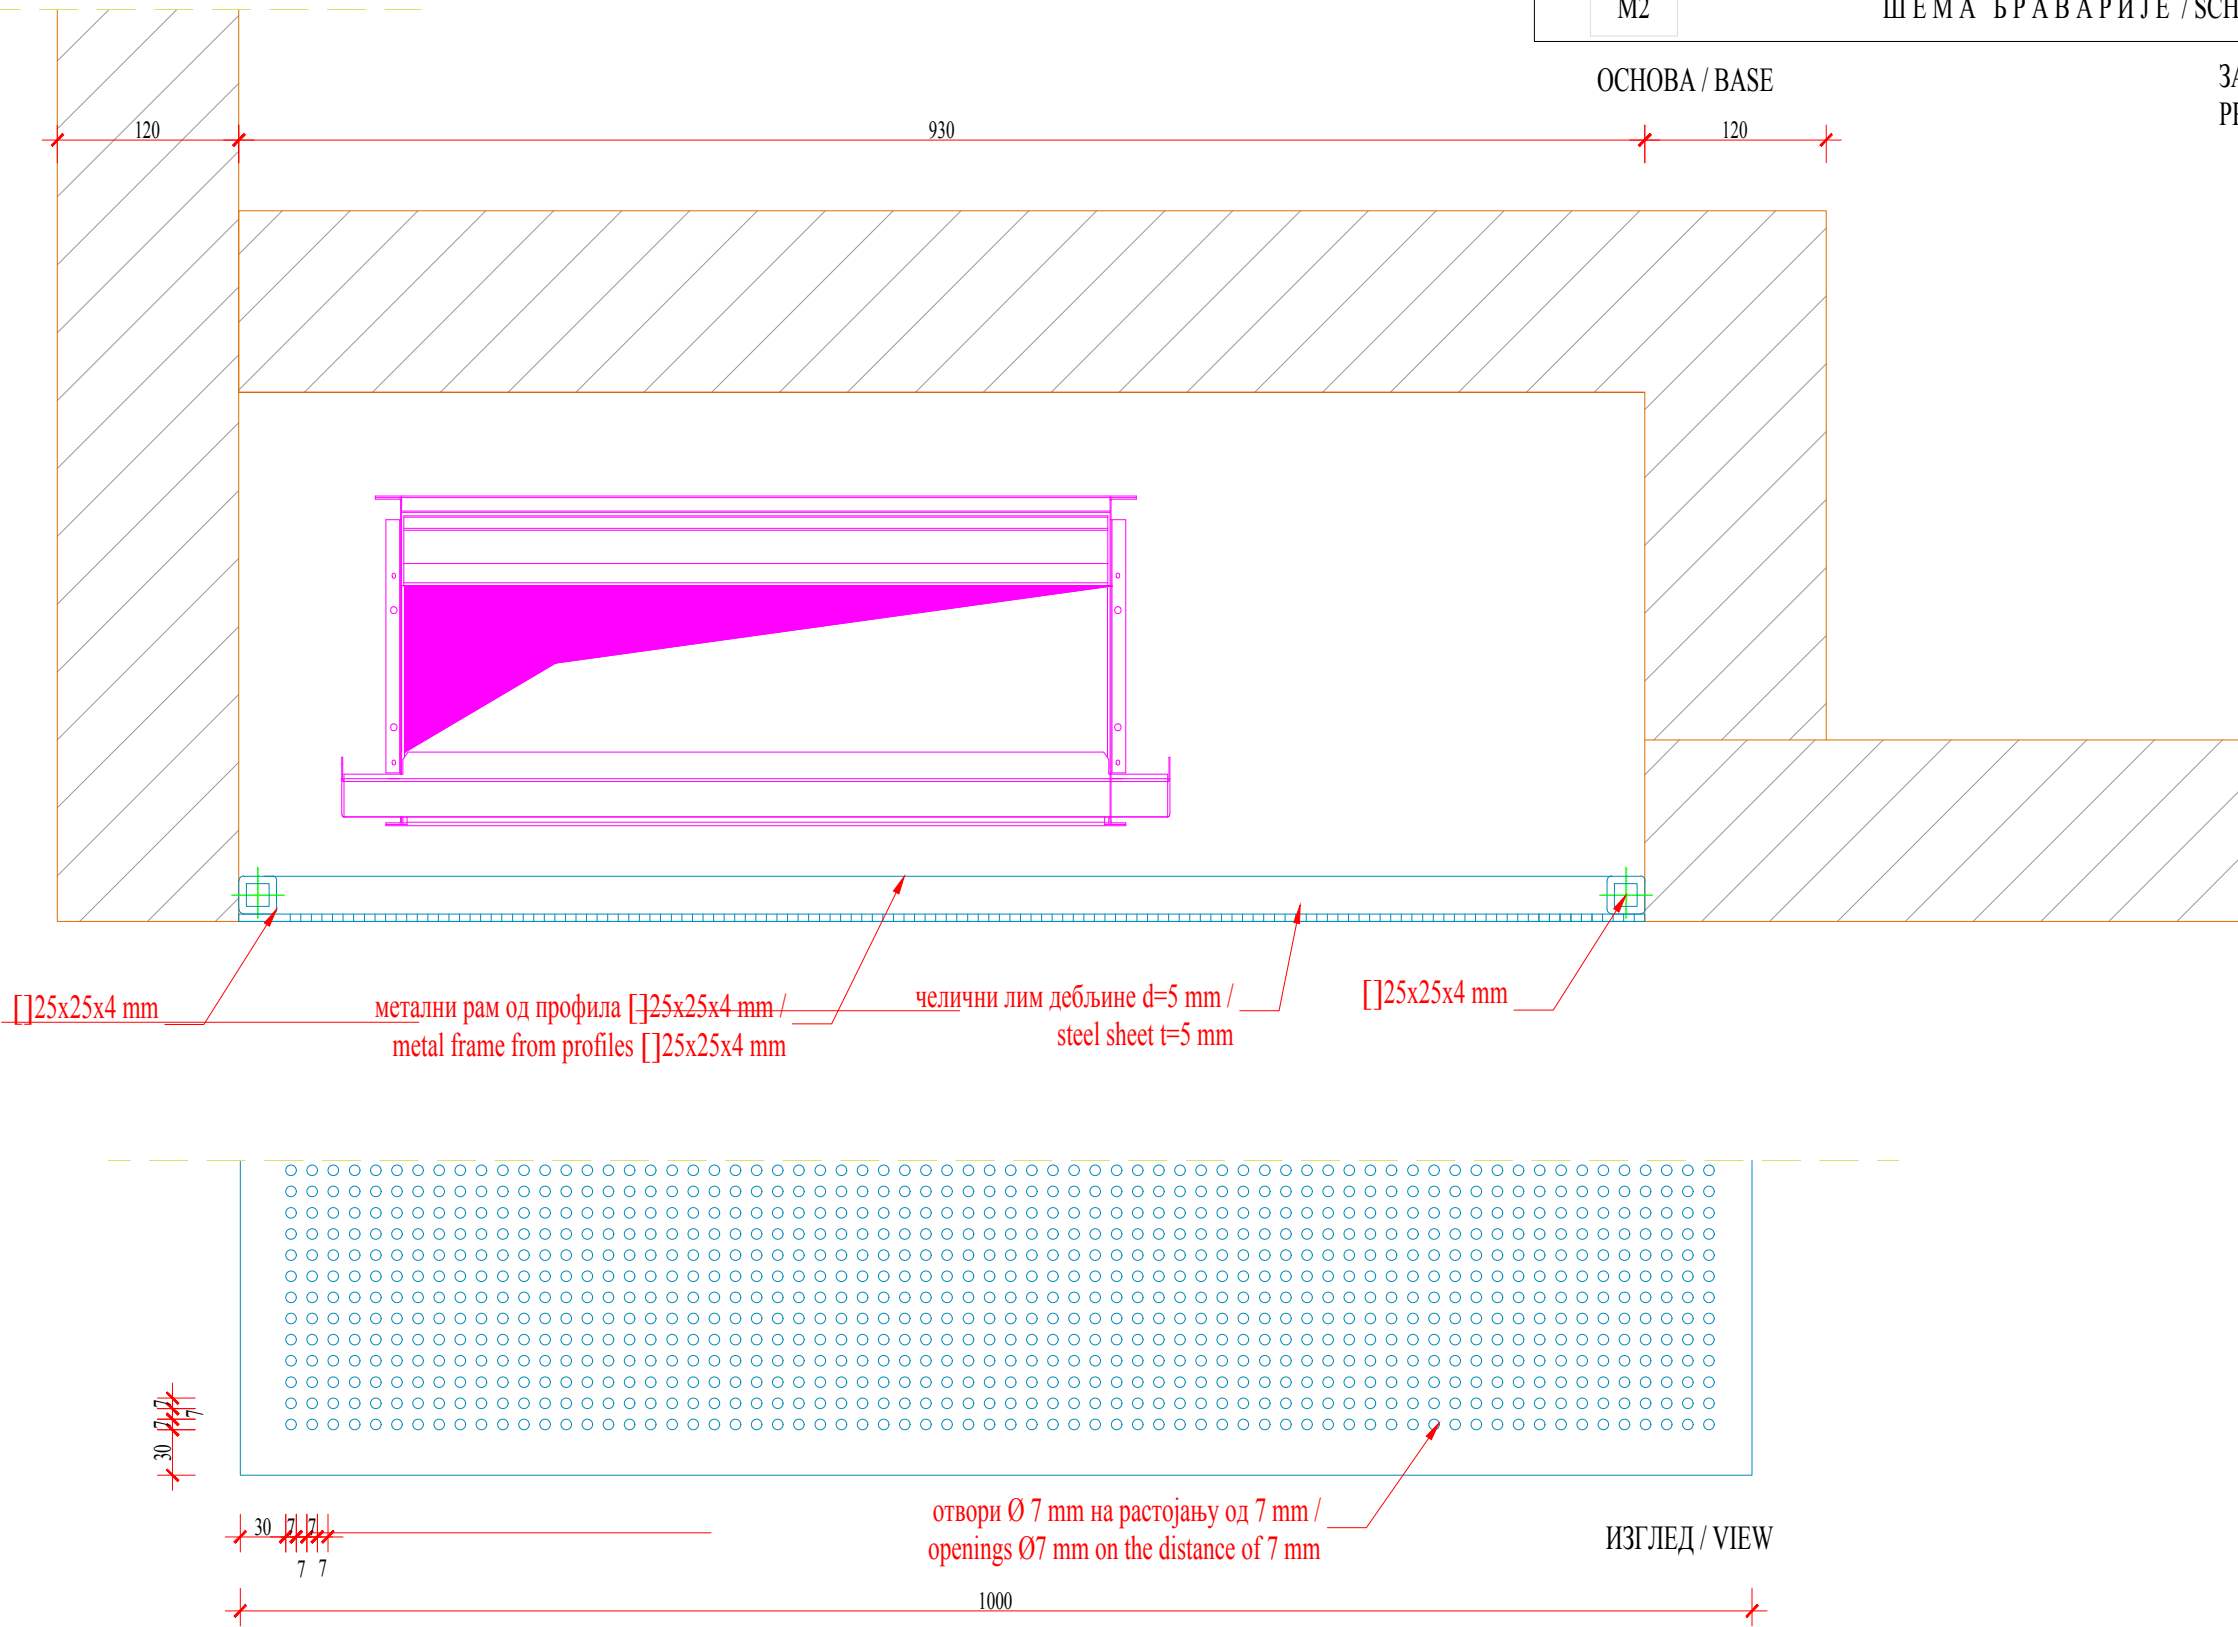 M2
ШЕМА БРАВАРИЈЕ /
ОСНОВА / BASE
120
930
120
[]25x25x4 mm
метални рам од профила []25x25x4 mm /
metal frame from profiles []25x25x4 mm
челични лим дебљине d=5 mm /
steel sheet t=5 mm
[]25x25x4 mm
7
7
7
30
30
7
7
7
7
отвори Ø 7 mm на растојању од 7 mm /
openings Ø7 mm on the distance of 7 mm
ИЗГЛЕД / VIEW
1000